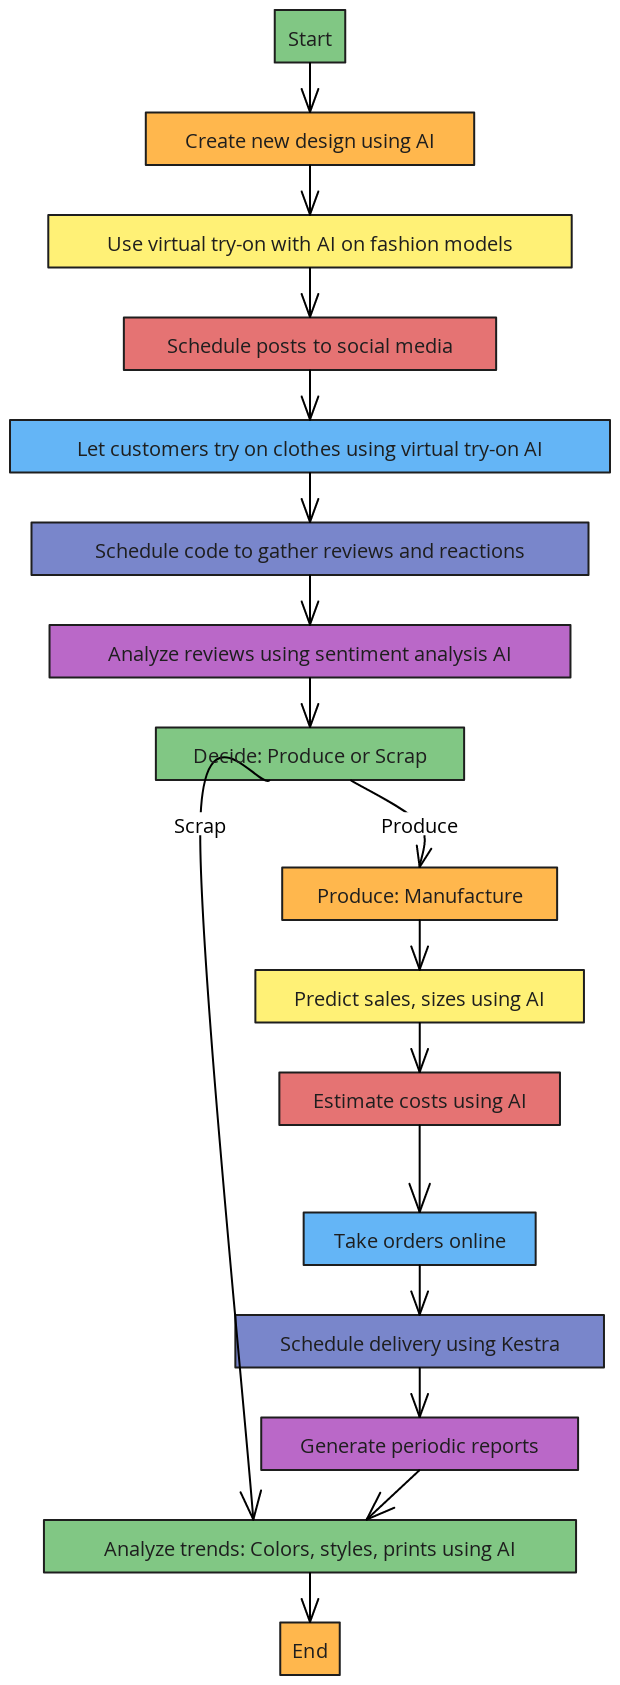 Start
Create new design using AI
Use virtual try-on with AI on fashion models
Schedule posts to social media
Let customers try on clothes using virtual try-on AI
Schedule code to gather reviews and reactions
Analyze reviews using sentiment analysis AI
Decide: Produce or Scrap
Scrap
Produce
Produce: Manufacture
Predict sales, sizes using AI
Estimate costs using AI
Take orders online
Schedule delivery using Kestra
Generate periodic reports
Analyze trends: Colors, styles, prints using AI
End